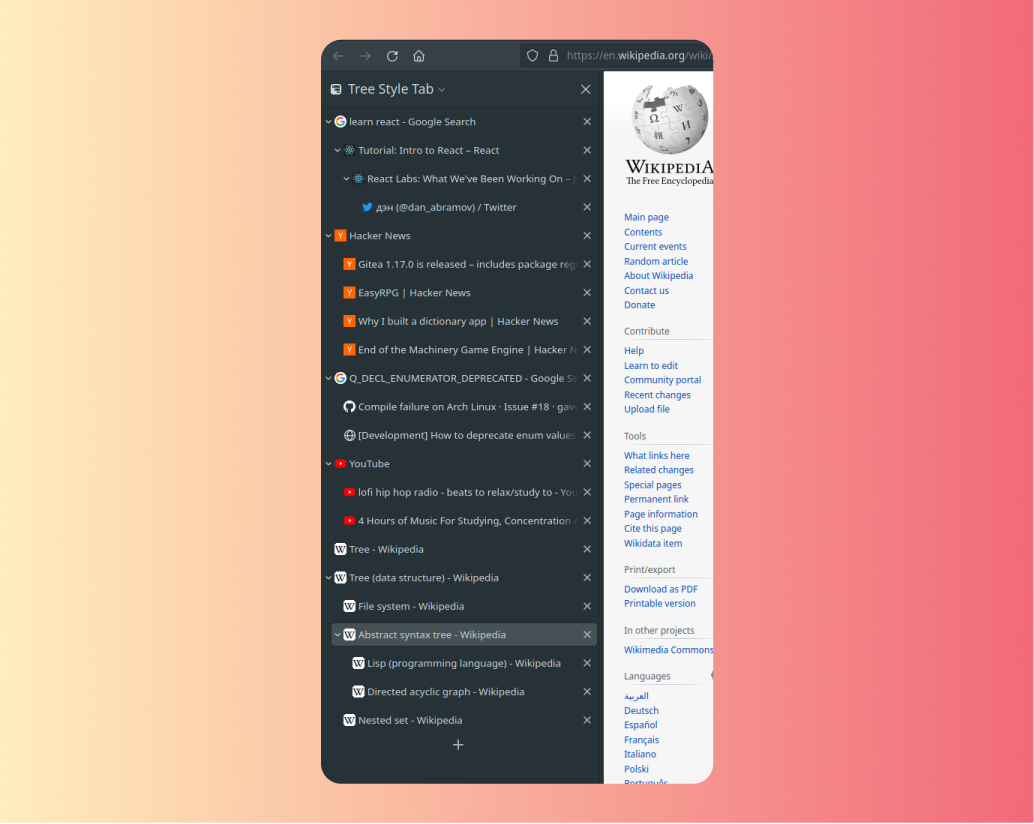 https://en.wikipedia.org/wiki/
Tree Style Tab
learn react - Google Search
Tutorial: Intro to React – React
React Labs: What We've Been Working On –
дэн (@dan_abramov) / Twitter
Hacker News
Gitea 1.17.0 is released – includes package reg
EasyRPG | Hacker News
Why I built a dictionary app | Hacker News
End of the Machinery Game Engine | Hacker N
Q_DECL_ENUMERATOR_DEPRECATED - Google Se
Compile failure on Arch Linux · Issue #18 · gav
[Development] How to deprecate enum values
YouTube
lofi hip hop radio - beats to relax/study to - You
4 Hours of Music For Studying, Concentration
Tree - Wikipedia
Tree (data structure) - Wikipedia
File system - Wikipedia
Abstract syntax tree - Wikipedia
Lisp (programming language) - Wikipedia
Directed acyclic graph - Wikipedia
Nested set - Wikipedia
WIKIPEDIA
The Free Encyclopedia
Main page
Contents
Current events
Random article
About Wikipedia
Contact us
Donate
Contribute
Help
Learn to edit
Community portal
Recent changes
Upload file
Tools
What links here
Related changes
Special pages
Permanent link
Page information
Cite this page
Wikidata item
Print/export
Download as PDF
Printable version
In other projects
Wikimedia Commons
Languages
العربية
Deutsch
Español
Français
Italiano
Polski
Português